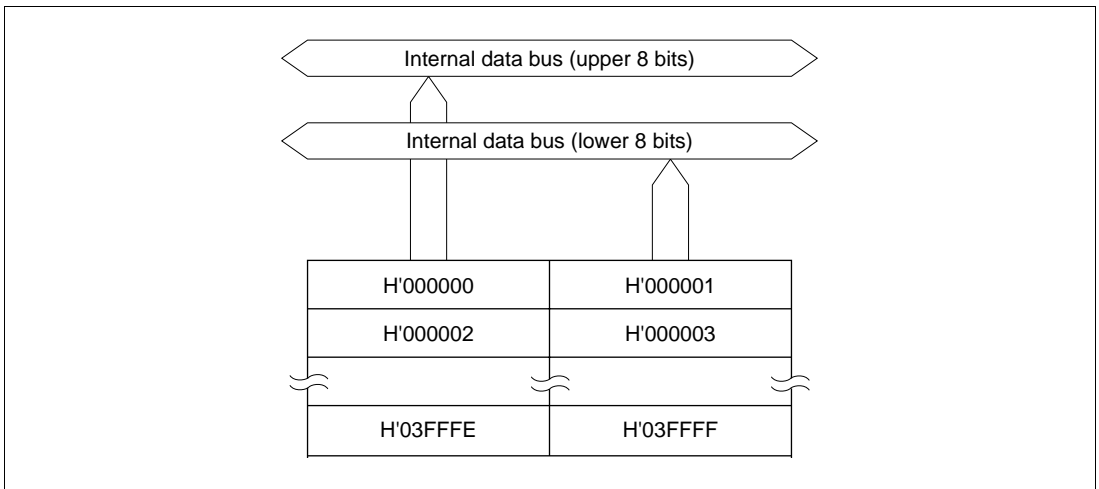 Internal data bus (upper 8 bits)
Internal data bus (lower 8 bits)
H'000000 H'000001
H'000002 H'000003
H'03FFFE H'03FFFF